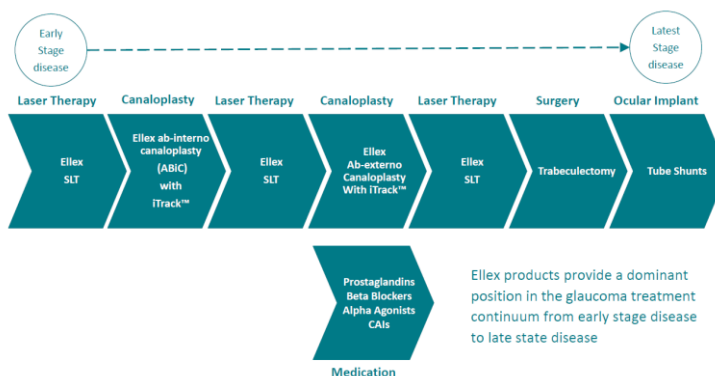 Early
Stage
disease
Latest
Stage
disease
Laser Therapy
Canaloplasty
Laser Therapy
Canaloplasty
Laser Therapy
Surgery
Ocular Implant
Ellex
SLT
Ellex ab-interno
canaloplasty
(ABiC)
with
iTrack™
Ellex
SLT
Ellex
Ab-externo
Canaloplasty
With iTrack™
Ellex
SLT
Trabeculectomy
Tube Shunts
Prostaglandins
Beta Blockers
Alpha Agonists
CAIs
Medication
Ellex products provide a dominant
position in the glaucoma treatment
continuum from early stage disease
to late state disease